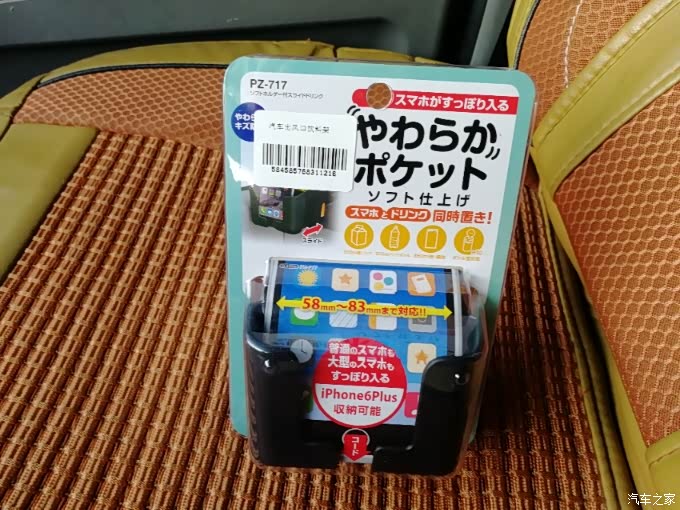 PZ-717
ソフトホルダー付スライドドリンク
スマホがすっぽり入る
やわらか
ポケット
ソフト仕上げ
汽车出风口饮料架
5845857683112​16
スマホとドリンク同時置き!
スライド
58mm〜83mmまで対応!!
普通のスマホも
大型のスマホも
すっぽり入る
iPhone6Plus
収納可能
コード
汽车之家